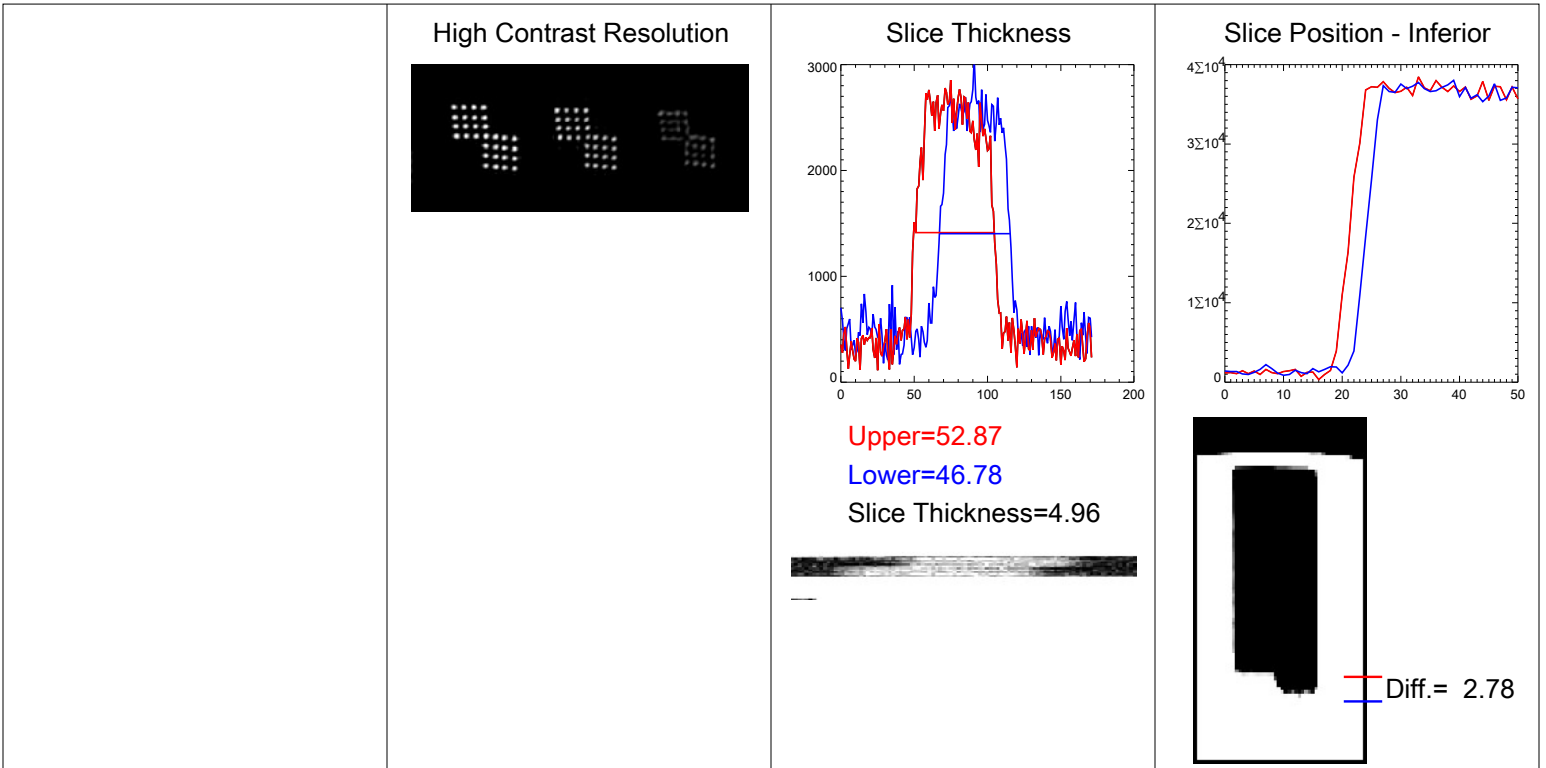 High Contrast Resolution
Slice Thickness
3000
2000
1000
0
0 50 100 150 200
Upper=52.87
Lower=46.78
Slice Thickness=4.96
Slice Position - Inferior
4Σ10⁴
3Σ10⁴
2Σ10⁴
1Σ10⁴
0
0 10 20 30 40 50
Diff.= 2.78